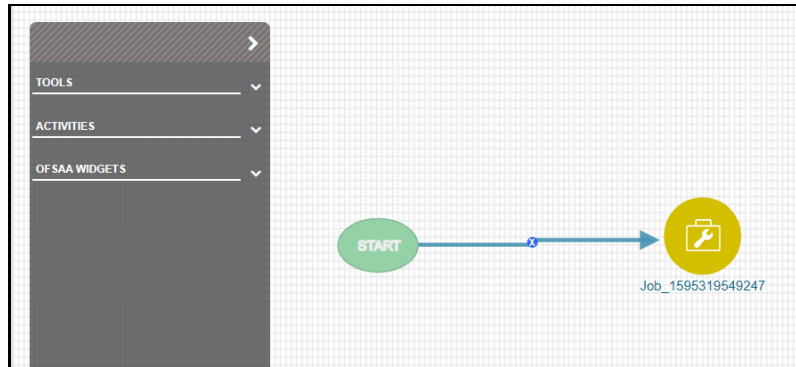 TOOLS
ACTIVITIES
OFSAA WIDGETS
START
X
Job_1595319549247